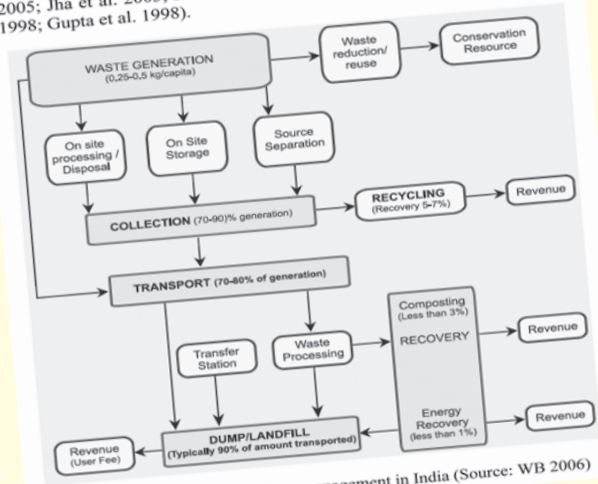 2005; Jha et al.
1998; Gupta et al. 1998).
WASTE GENERATION
(0.25-0.5 kg/capita)
Waste
reduction/
reuse
Conservation
Resource
On site
processing /
Disposal
On Site
Storage
Source
Separation
COLLECTION (70-90)% generation)
RECYCLING
(Recovery 5-7%)
Revenue
TRANSPORT (70-80% of generation)
Composting
(Less than 3%)
RECOVERY
Revenue
Transfer
Station
Waste
Processing
Energy
Recovery
(less than 1%)
Revenue
DUMP/LANDFILL
(Typically 90% of amount transported)
Revenue
(User Fee)
in India (Source: WB 2006)